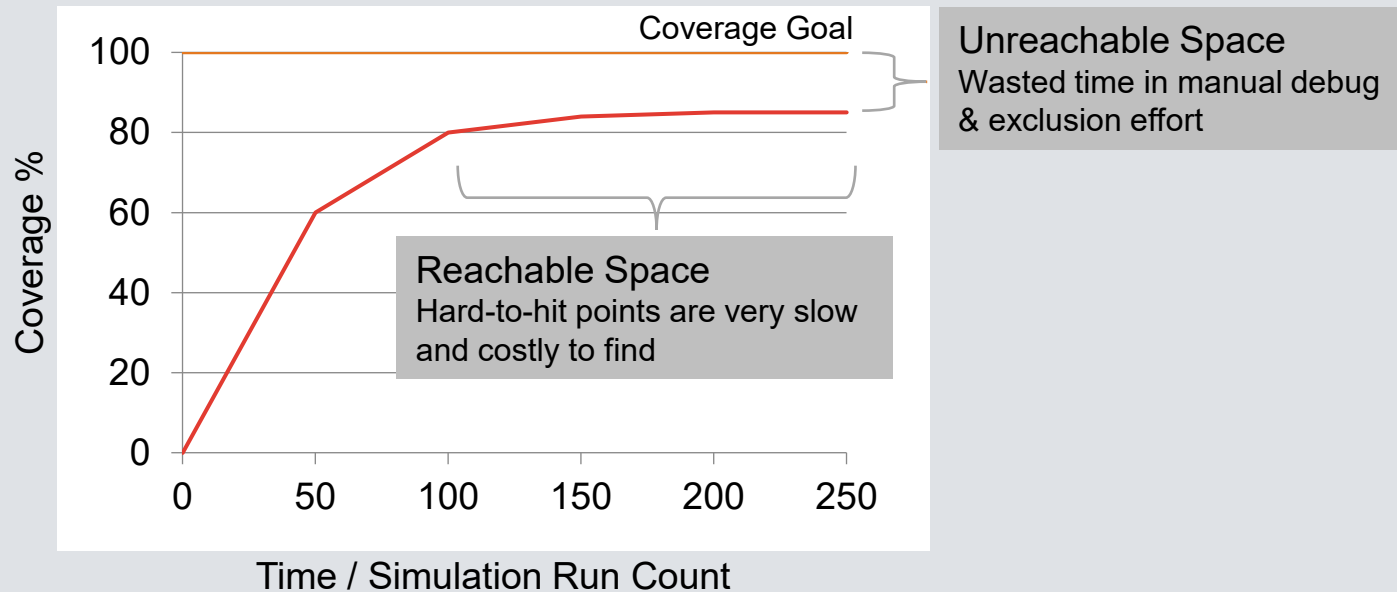 Coverage Goal
Unreachable Space
Wasted time in manual debug
& exclusion effort
100
80
60
40
20
0
Coverage %
Reachable Space
Hard-to-hit points are very slow
and costly to find
0 50 100 150 200 250
Time / Simulation Run Count